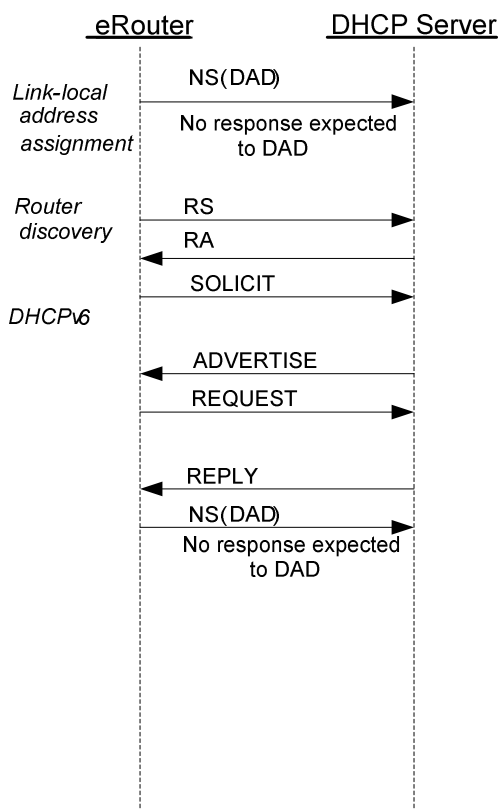 eRouter
DHCP Server
NS(DAD)
Link-local
address
assignment
No response expected
to DAD
Router
discovery
RS
RA
SOLICIT
DHCPv6
ADVERTISE
REQUEST
REPLY
NS(DAD)
No response expected
to DAD